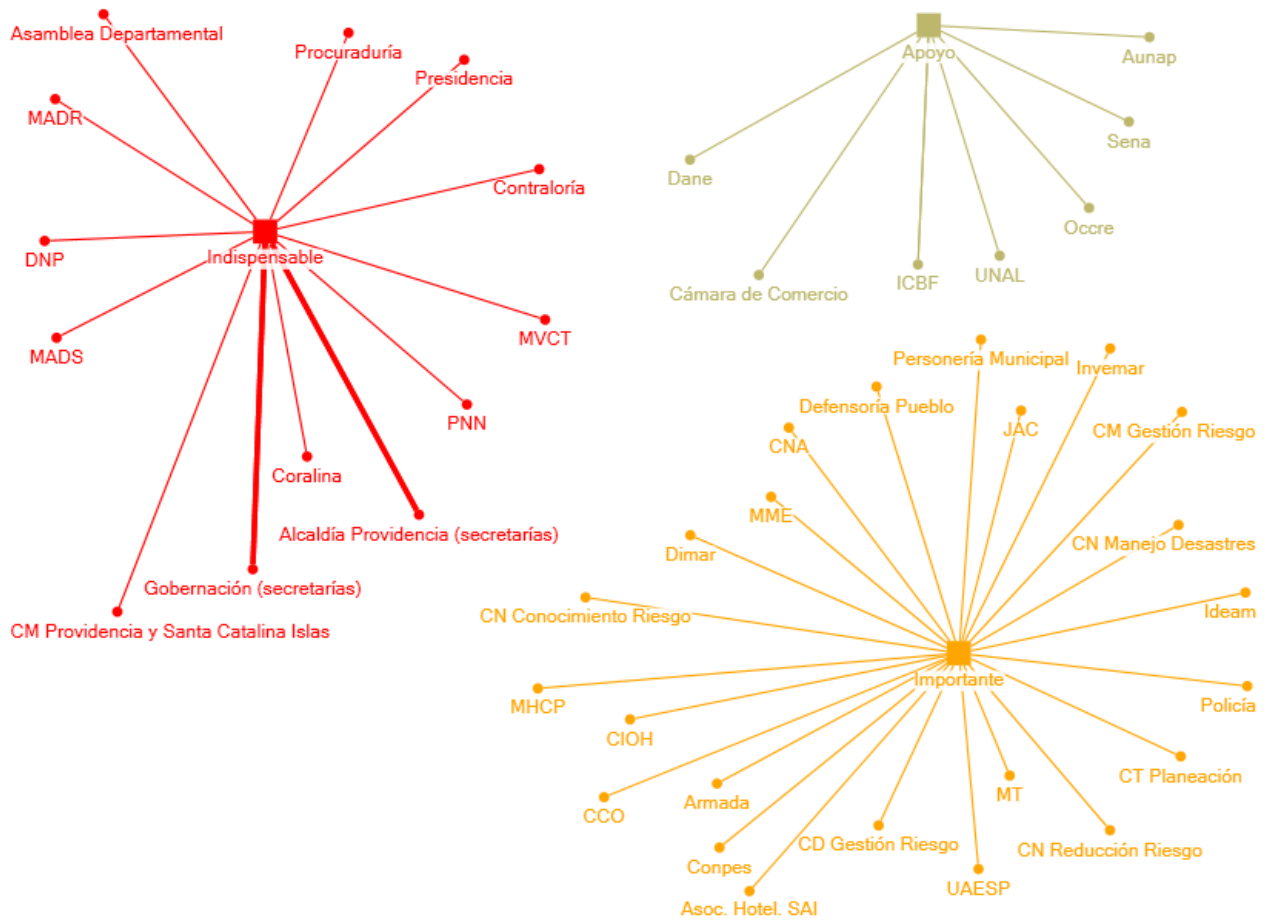 Asamblea Departamental
Procuraduría
Presidencia
MADR
Contraloría
Indispensable
DNP
MADS
MVCT
PNN
Coralina
Alcaldía Providencia (secretarías)
Gobernación (secretarías)
CM Providencia y Santa Catalina Islas
Apoyo
Aunap
Sena
Dane
Occre
UNAL
ICBF
Cámara de Comercio
Personería Municipal
Invemar
Defensoría Pueblo
JAC
CM Gestión Riesgo
CNA
MME
Dimar
CN Manejo Desastres
CN Conocimiento Riesgo
Ideam
Importante
MHCP
Policía
CIOH
CT Planeación
MT
Armada
CCO
CD Gestión Riesgo
CN Reducción Riesgo
Conpes
UAESP
Asoc. Hotel. SAI